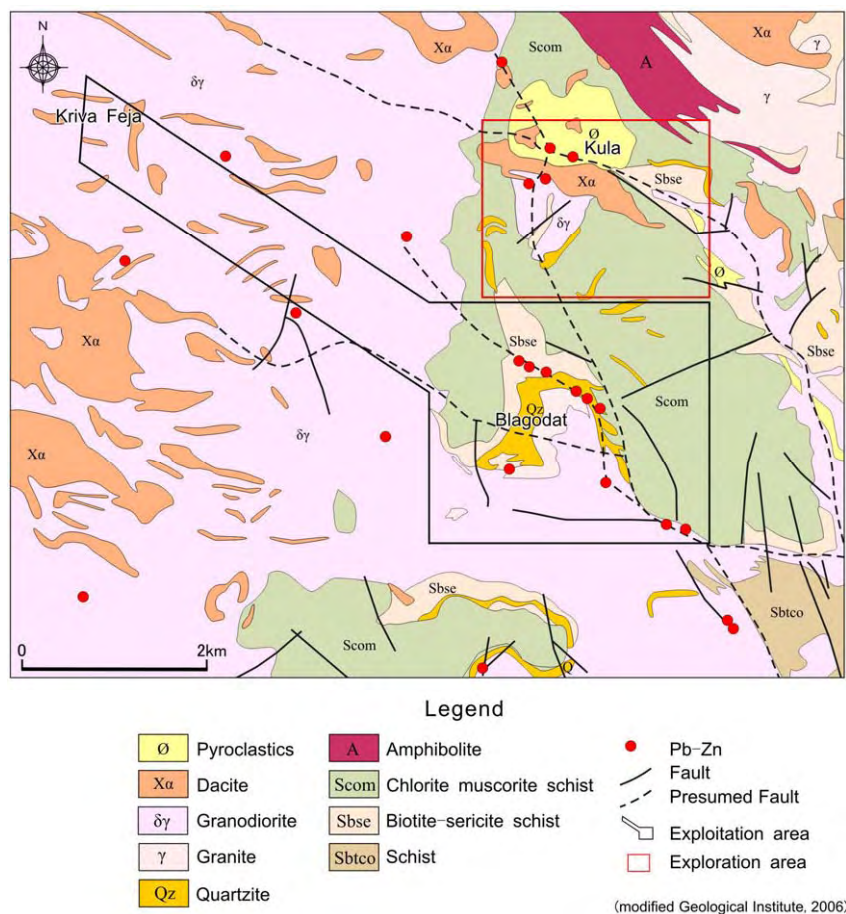 N
Xα
Scom
Xα
γ
δγ
A
γ
Kriva Feja
Ø
Kula
Sbse
Xα
δγ
Ø
Xα
Sbse
Sbse
Scom
Qz
Blagodat
δγ
Xα
Sbse
Sbtco
Scom
Q
0 2km
Legend
Ø Pyroclastics
Xα Dacite
δγ Granodiorite
γ Granite
Qz Quartzite
A Amphibolite
Scom Chlorite muscorite schist
Sbse Biotite-sericite schist
Sbtco Schist
Pb-Zn
Fault
Presumed Fault
Exploitation area
Exploration area
(modified Geological Institute, 2006)